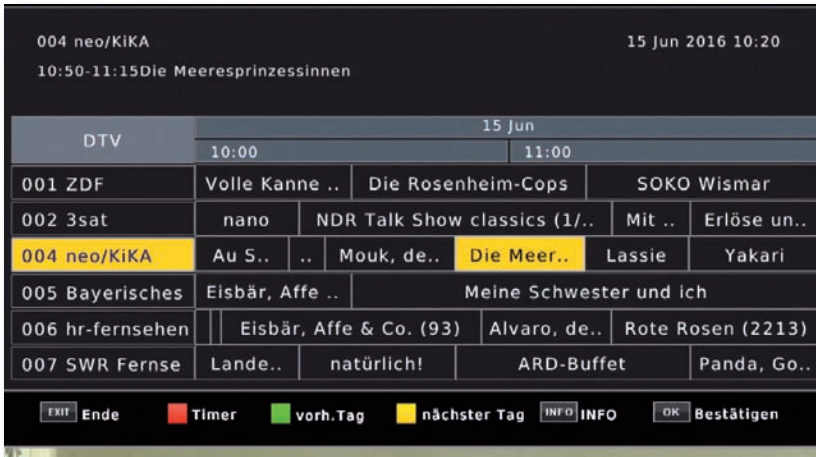 004 neo/KiKA 15 Jun 2016 10:20
10:50-11:15Die Meeresprinzessinnen
DTV 15 Jun
10:00 11:00
001 ZDF Volle Kanne .. Die Rosenheim-Cops SOKO Wismar
002 3sat nano NDR Talk Show classics (1/.. Mit .. Erlöse un..
004 neo/KiKA Au S.. .. Mouk, de.. Die Meer.. Lassie Yakari
005 Bayerisches Eisbär, Affe .. Meine Schwester und ich
006 hr-fernsehen Eisbär, Affe & Co. (93) Alvaro, de.. Rote Rosen (2213)
007 SWR Fernse Lande.. natürlich! ARD-Buffet Panda, Go..
EXIT Ende Timer vorh.Tag nächster Tag INFO INFO OK Bestätigen